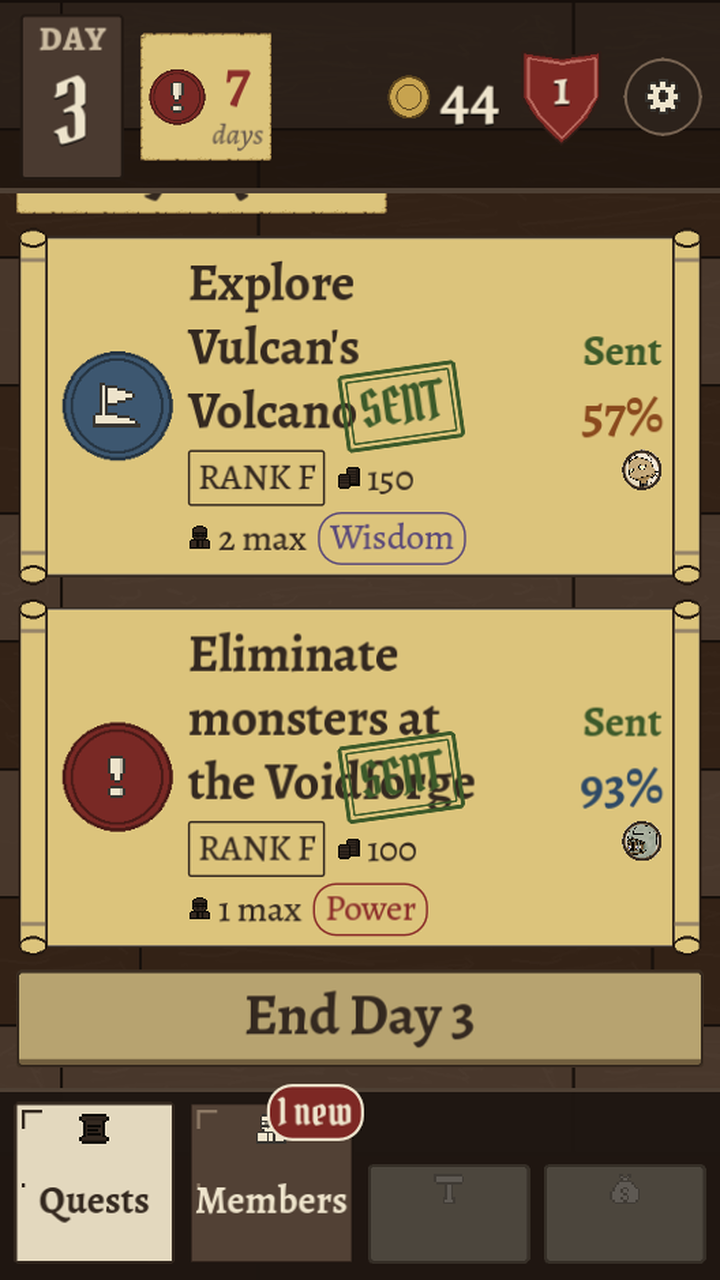 DAY
3
7
days
44
1
Explore
Vulcan's
Volcano
SENT
Sent
57%
RANK F
150
2 max
Wisdom
Eliminate
monsters at
the Voidforge
SENT
Sent
93%
RANK F
100
1 max
Power
End Day 3
1 new
Quests
Members